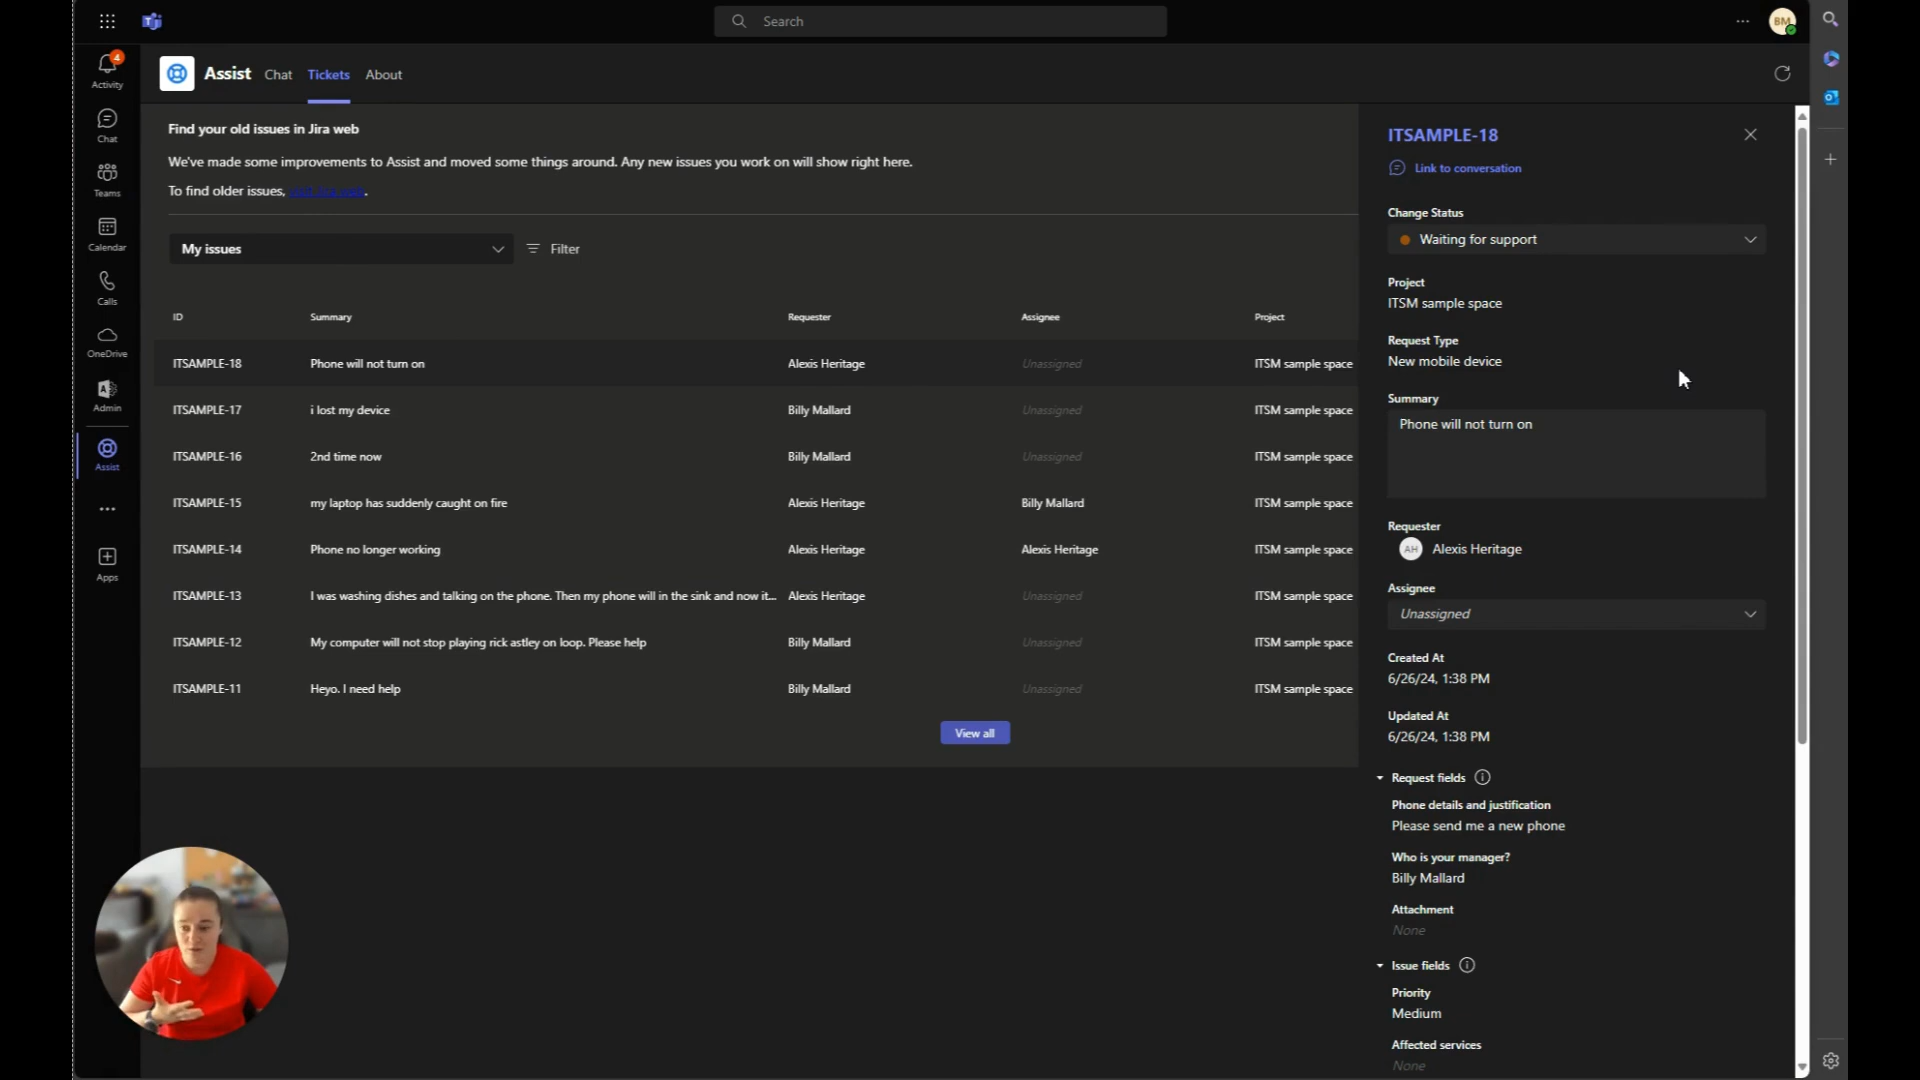 Search
BM
4
Activity
Chat
Teams
Calendar
Calls
OneDrive
Admin
Assist
Apps
Assist
Chat
Tickets
About
Find your old issues in Jira web
We've made some improvements to Assist and moved some things around. Any new issues you work on will show right here.
To find older issues, visit Jira web.
My issues
Filter
ID Summary Requester Assignee Project
ITSAMPLE-18 Phone will not turn on Alexis Heritage Unassigned ITSM sample space
ITSAMPLE-17 i lost my device Billy Mallard Unassigned ITSM sample space
ITSAMPLE-16 2nd time now Billy Mallard Unassigned ITSM sample space
ITSAMPLE-15 my laptop has suddenly caught on fire Alexis Heritage Billy Mallard ITSM sample space
ITSAMPLE-14 Phone no longer working Alexis Heritage Alexis Heritage ITSM sample space
ITSAMPLE-13 I was washing dishes and talking on the phone. Then my phone will in the sink and now it... Alexis Heritage Unassigned ITSM sample space
ITSAMPLE-12 My computer will not stop playing rick astley on loop. Please help Billy Mallard Unassigned ITSM sample space
ITSAMPLE-11 Heyo. I need help Billy Mallard Unassigned ITSM sample space
View all
ITSAMPLE-18
Link to conversation
Change Status
Waiting for support
Project
ITSM sample space
Request Type
New mobile device
Summary
Phone will not turn on
Requester
AH Alexis Heritage
Assignee
Unassigned
Created At
6/26/24, 1:38 PM
Updated At
6/26/24, 1:38 PM
Request fields
Phone details and justification
Please send me a new phone
Who is your manager?
Billy Mallard
Attachment
None
Issue fields
Priority
Medium
Affected services
None